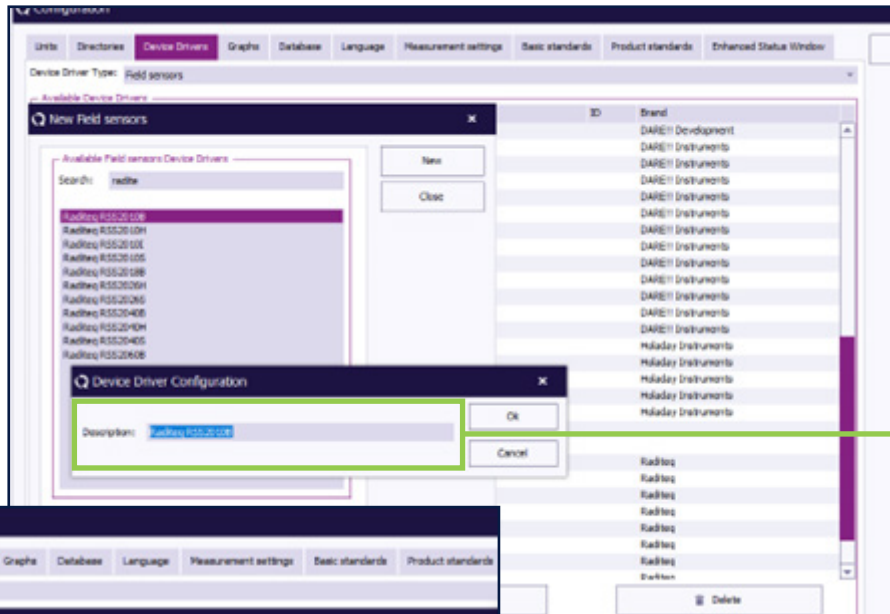 Configuration
Units Directories Device Drivers Graphs Database Language Measurement settings Basic standards Product standards Enhanced Status Window
Device Driver Type: Field sensors
Available Device Drivers
New Field sensors
ID Brand
DARE!! Development
DARE!! Instruments
DARE!! Instruments
DARE!! Instruments
DARE!! Instruments
DARE!! Instruments
DARE!! Instruments
DARE!! Instruments
DARE!! Instruments
DARE!! Instruments
DARE!! Instruments
DARE!! Instruments
DARE!! Instruments
Holaday Instruments
Holaday Instruments
Holaday Instruments
Holaday Instruments
Holaday Instruments
Raditeq
Raditeq
Raditeq
Raditeq
Raditeq
Raditeq
Raditeq
Raditeq
Available Field sensors Device Drivers
Search: radite
New
Close
Raditeq RSS2010B
Raditeq RSS2010H
Raditeq RSS2010I
Raditeq RSS2010S
Raditeq RSS2018B
Raditeq RSS2026H
Raditeq RSS2026S
Raditeq RSS2040B
Raditeq RSS2040H
Raditeq RSS2040S
Raditeq RSS2060B
Device Driver Configuration
Description: Raditeq RSS2010B
Ok
Cancel
Graphs Database Language Measurement settings Basic standards Product standards
Delete